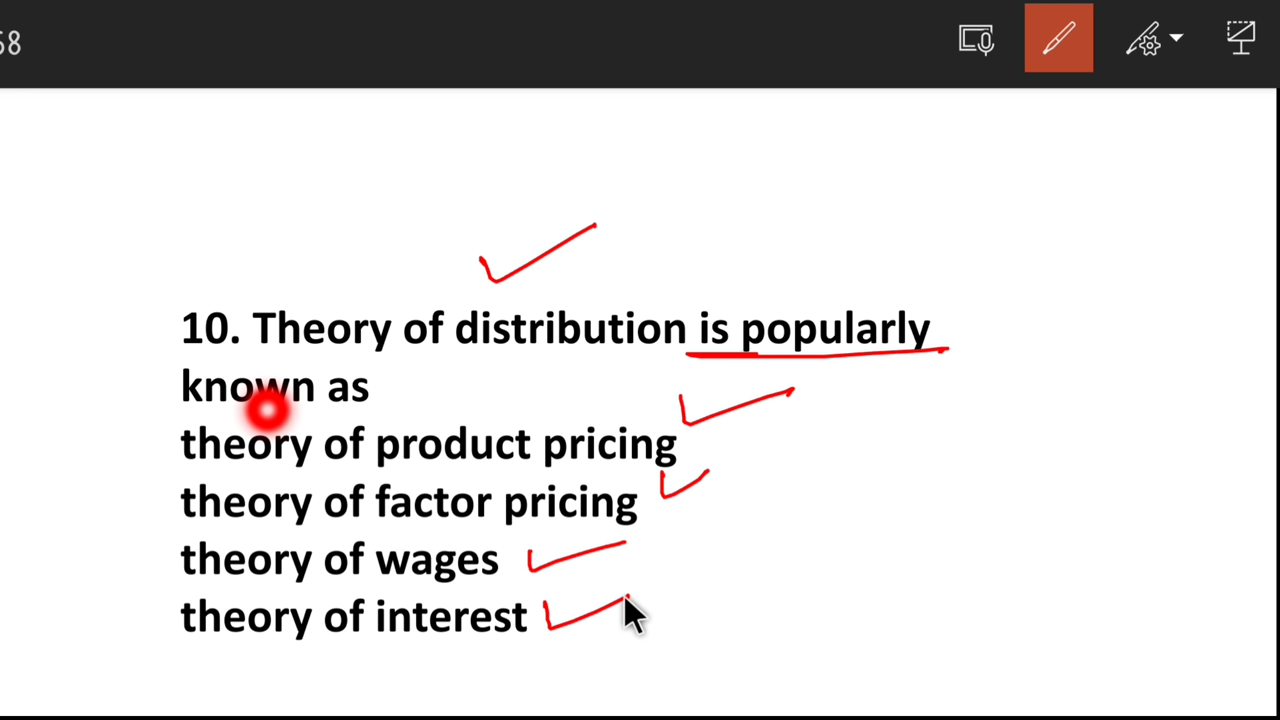 68
10. Theory of distribution is popularly
known as
theory of product pricing
theory of factor pricing
theory of wages
theory of interest